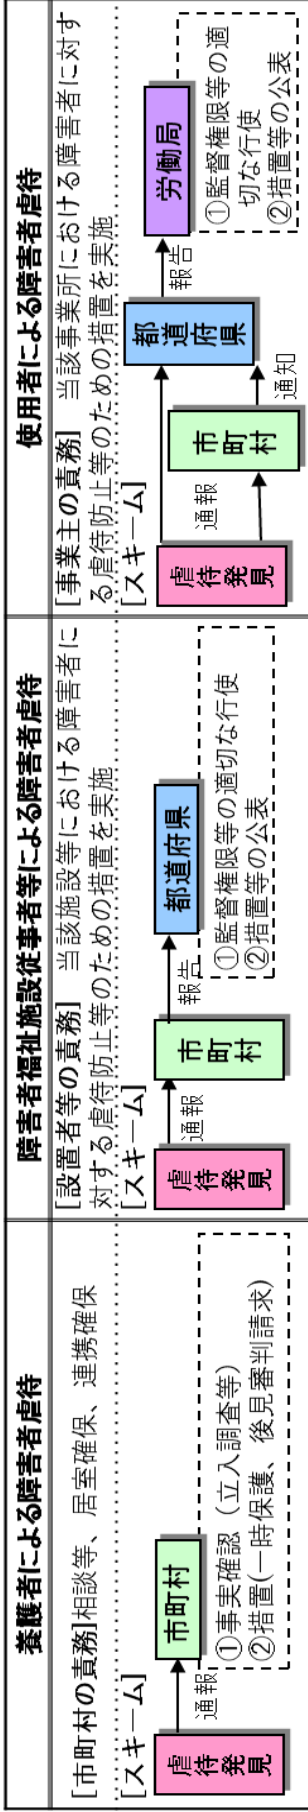 養護者による障害者虐待
[市町村の責務]相談等、居室確保、連携確保
[スキーム]
虐待発見
通報
市町村
①事実確認（立入調査等）
②措置(一時保護、後見審判請求)
障害者福祉施設従事者等による障害者虐待
[設置者等の責務]　当該施設等における障害者に
対する虐待防止等のための措置を実施
[スキーム]
虐待発見
通報
市町村
報告
都道府県
①監督権限等の適切な行使
②措置等の公表
使用者による障害者虐待
[事業主の責務]　当該事業所における障害者に対す
る虐待防止等のための措置を実施
[スキーム]
虐待発見
通報
市町村
通知
都道府県
報告
労働局
①監督権限等の適
切な行使
②措置等の公表